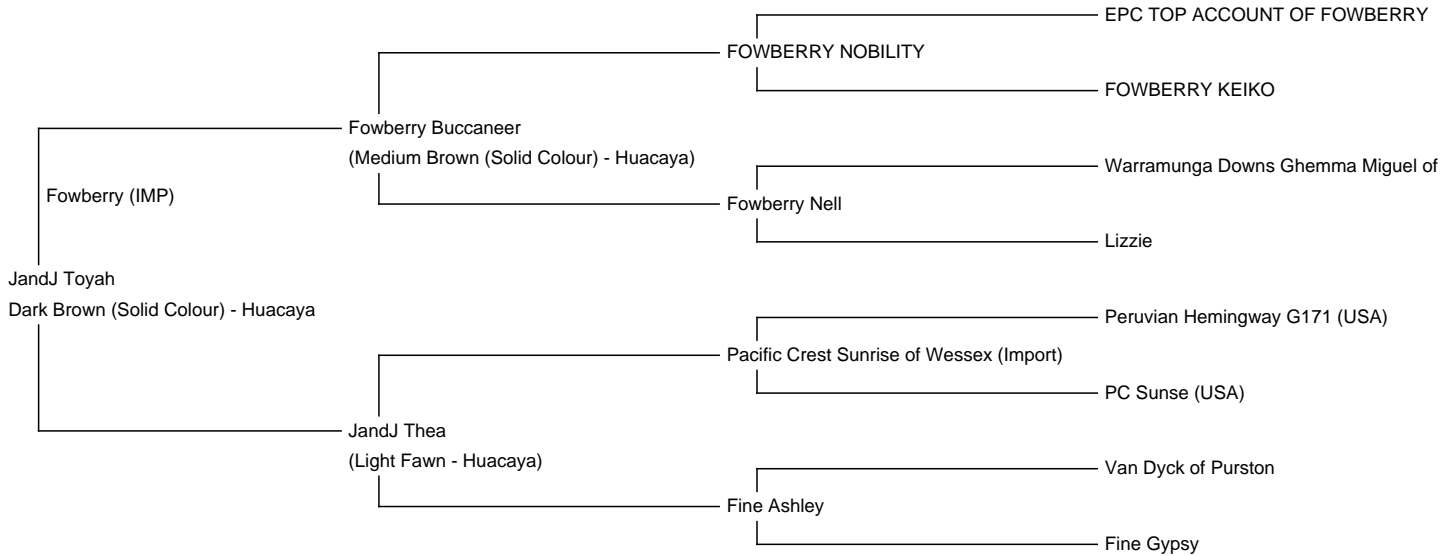 EPC TOP ACCOUNT OF FOWBERRY
FOWBERRY NOBILITY
FOWBERRY KEIKO
Fowberry Buccaneer
(Medium Brown (Solid Colour) - Huacaya)
Warramunga Downs Ghemma Miguel of
Fowberry (IMP)
Fowberry Nell
Lizzie
JandJ Toyah
Dark Brown (Solid Colour) - Huacaya
Peruvian Hemingway G171 (USA)
Pacific Crest Sunrise of Wessex (Import)
PC Sunse (USA)
JandJ Thea
(Light Fawn - Huacaya)
Van Dyck of Purston
Fine Ashley
Fine Gypsy